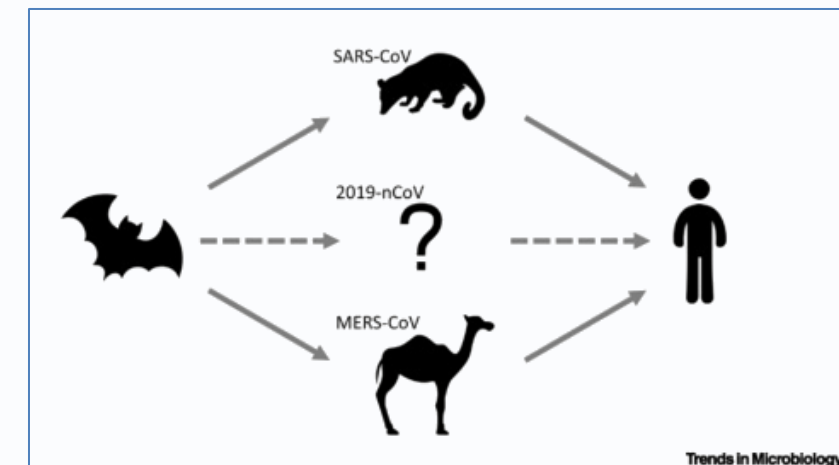 SARS-CoV
2019-nCoV
?
MERS-CoV
Trends in Microbiology